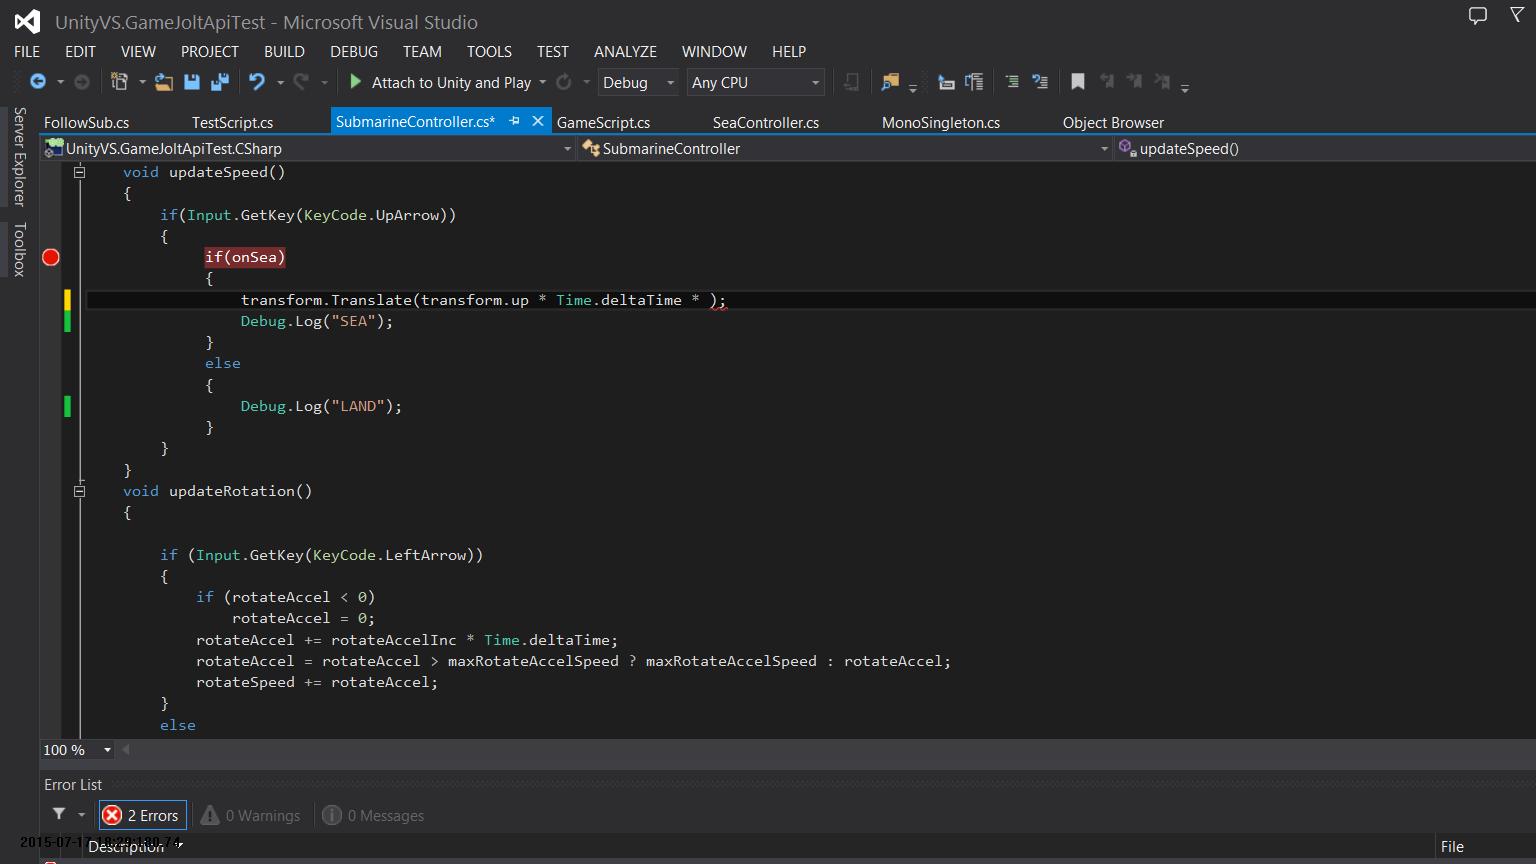 UnityVS.GameJoltApiTest - Microsoft Visual Studio
FILE EDIT VIEW PROJECT BUILD DEBUG TEAM TOOLS TEST ANALYZE WINDOW HELP
Attach to Unity and Play Debug Any CPU
Server Explorer
Toolbox
FollowSub.cs TestScript.cs SubmarineController.cs* GameScript.cs SeaController.cs MonoSingleton.cs Object Browser
UnityVS.GameJoltApiTest.CSharp SubmarineController updateSpeed()
void updateSpeed()
{
if(Input.GetKey(KeyCode.UpArrow))
{
if(onSea)
{
transform.Translate(transform.up * Time.deltaTime * );
Debug.Log("SEA");
}
else
{
Debug.Log("LAND");
}
}
}
void updateRotation()
{
if (Input.GetKey(KeyCode.LeftArrow))
{
if (rotateAccel < 0)
rotateAccel = 0;
rotateAccel += rotateAccelInc * Time.deltaTime;
rotateAccel = rotateAccel > maxRotateAccelSpeed ? maxRotateAccelSpeed : rotateAccel;
rotateSpeed += rotateAccel;
}
else
100 %
Error List
2 Errors 0 Warnings 0 Messages
Description File